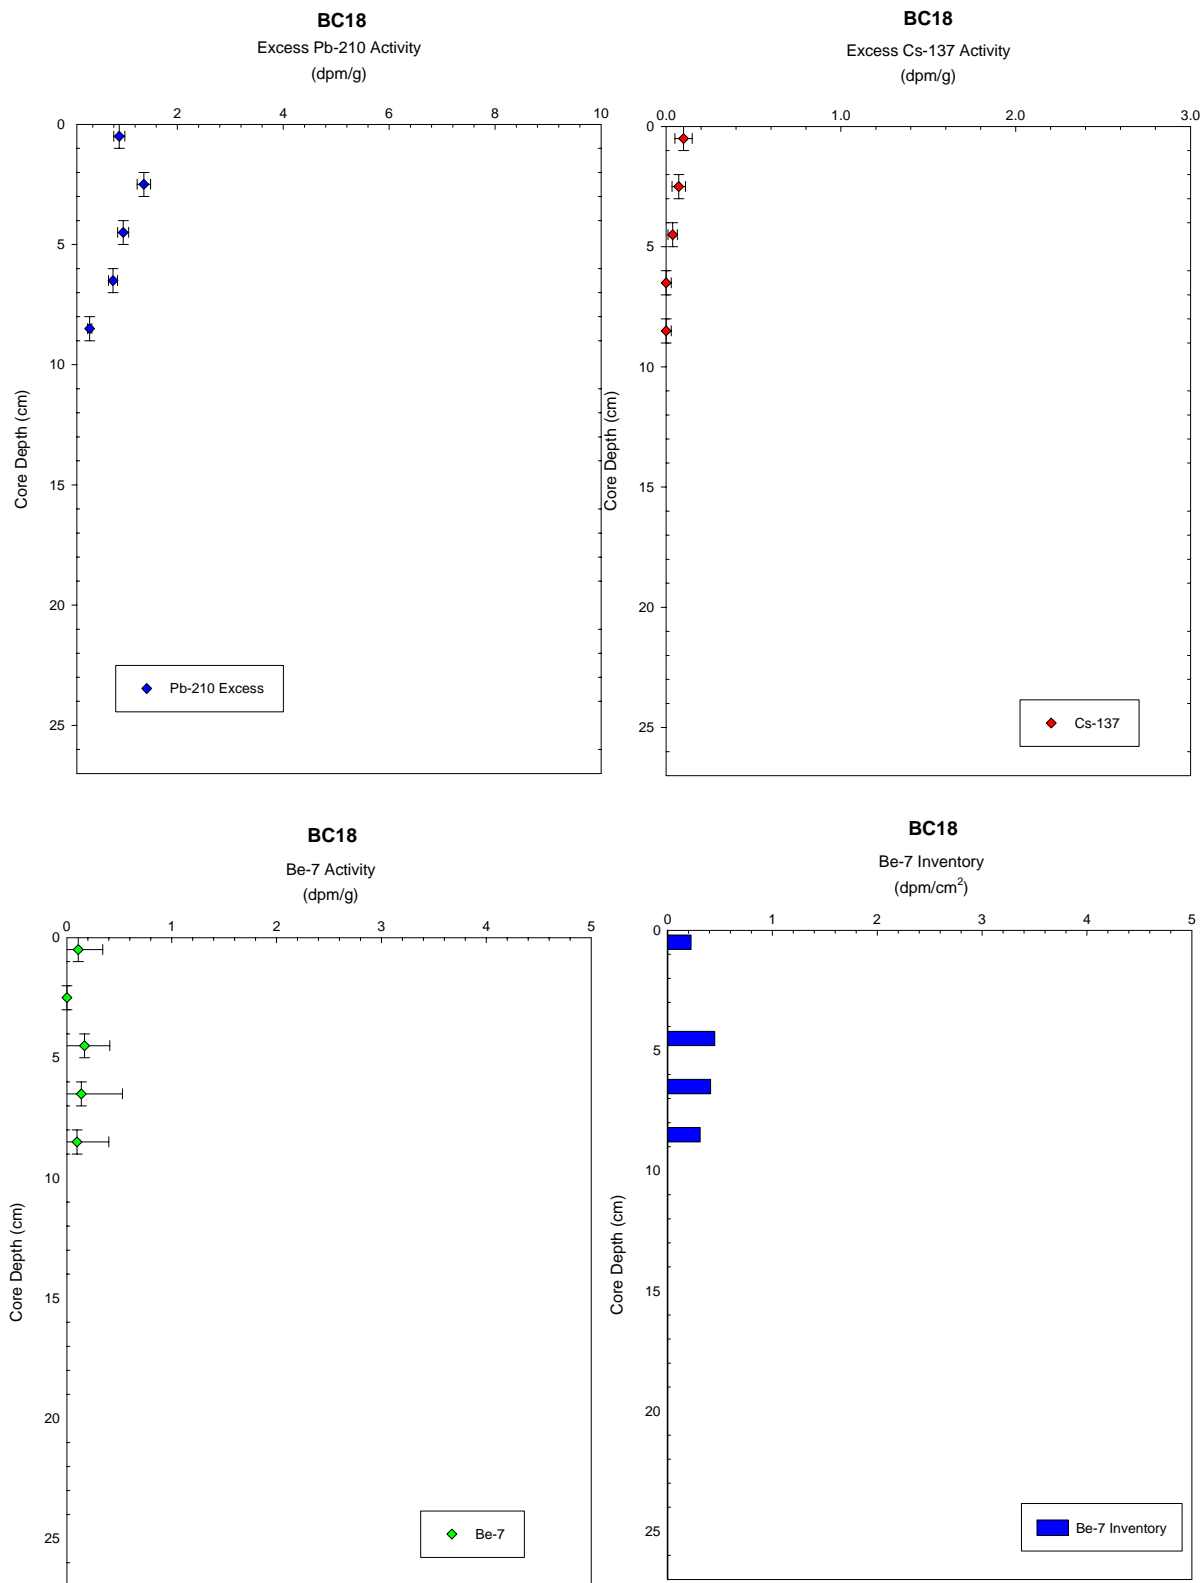 BC18
Excess Pb-210 Activity
(dpm/g)
2 4 6 8 10
0
5
10
15
20
25
Core Depth (cm)
Pb-210 Excess
BC18
Excess Cs-137 Activity
(dpm/g)
0.0 1.0 2.0 3.0
0
5
10
15
20
25
Core Depth (cm)
Cs-137
BC18
Be-7 Activity
(dpm/g)
0 1 2 3 4 5
0
5
10
15
20
25
Core Depth (cm)
Be-7
BC18
Be-7 Inventory
(dpm/cm²)
0 1 2 3 4 5
0
5
10
15
20
25
Core Depth (cm)
Be-7 Inventory